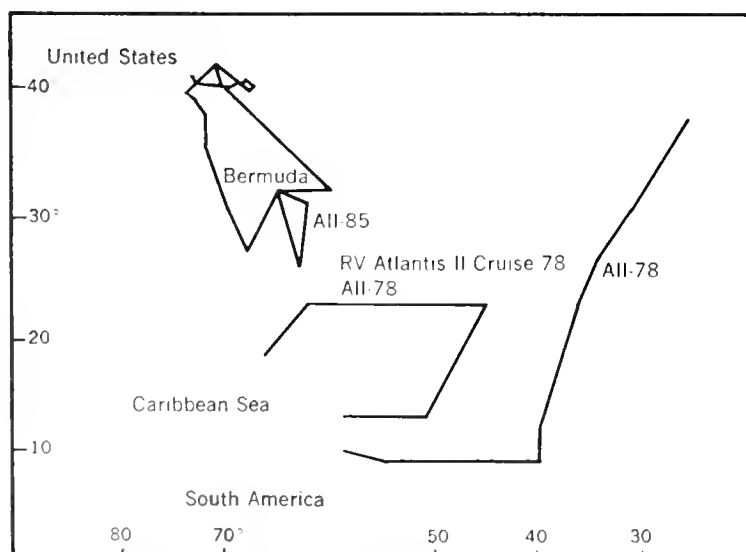 United States
40
Bermuda
30°
AII-85
RV Atlantis II Cruise 78
AII-78
AII-78
20
Caribbean Sea
10
South America
80 70° 50 40 30